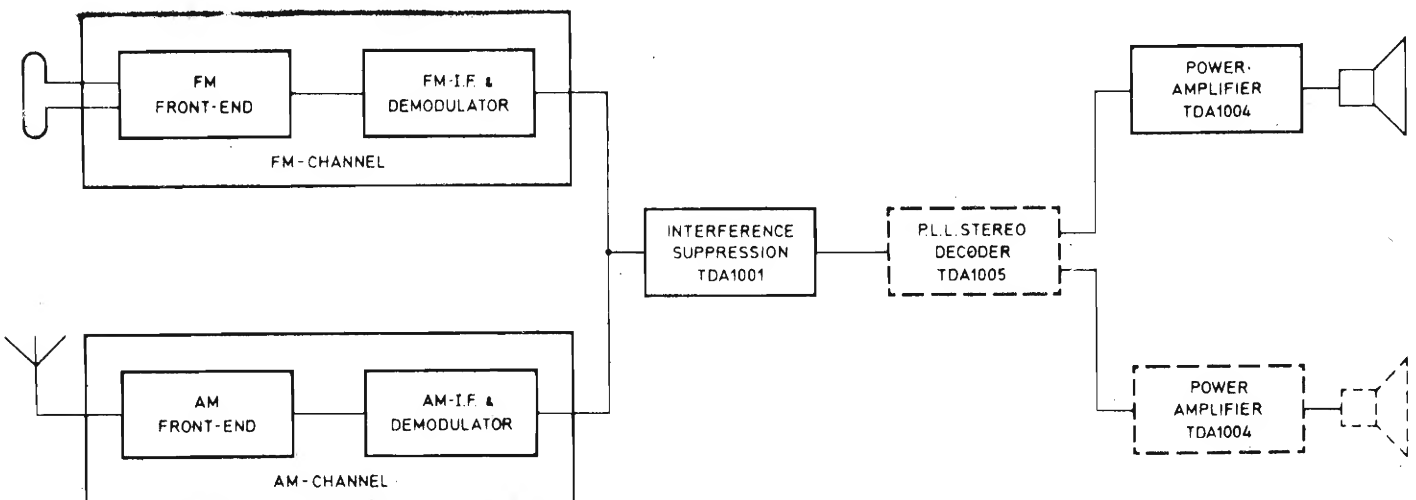 FM
FRONT-END
FM-I.F. &
DEMODULATOR
FM-CHANNEL
POWER-
AMPLIFIER
TDA1004
INTERFERENCE
SUPPRESSION
TDA1001
P.L.L. STEREO
DECODER
TDA1005
AM
FRONT-END
AM-I.F. &
DEMODULATOR
AM-CHANNEL
POWER
AMPLIFIER
TDA1004